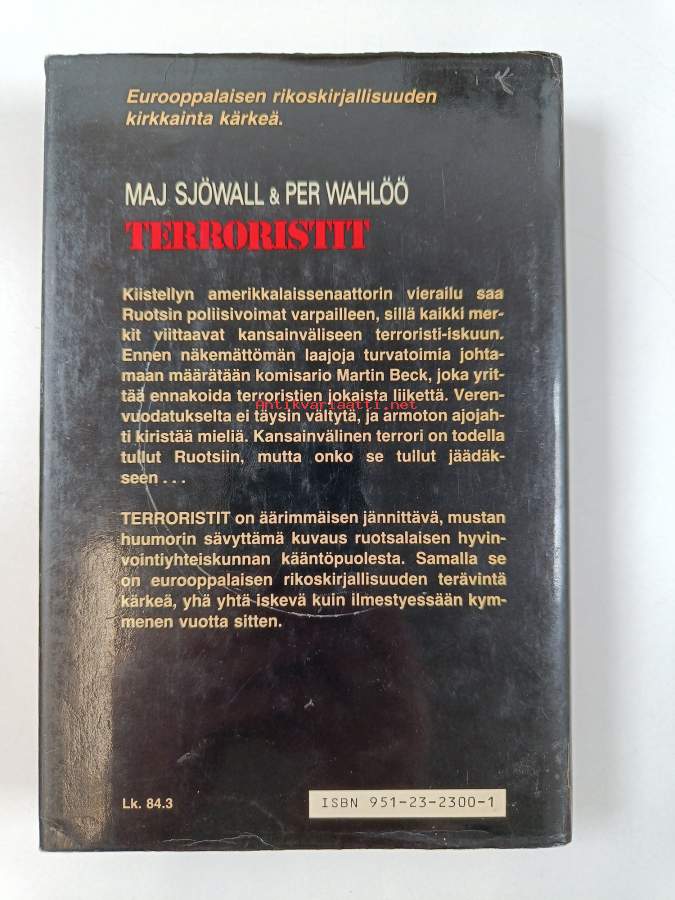 Eurooppalaisen rikoskirjallisuuden
kirkkainta kärkeä.
MAJ SJÖWALL & PER WAHLÖÖ
TERRORISTIT
Kiistellyn amerikkalaissenaattorin vierailu saa
Ruotsin poliisivoimat varpailleen, sillä kaikki mer-
kit viittaavat kansainväliseen terroristi-iskuun.
Ennen näkemättömän laajoja turvatoimia johta-
maan määrätään komisario Martin Beck, joka yrit-
tää ennakoida terroristien jokaista liikettä. Veren-
Antikvariaatti.net
vuodatukselta ei täysin vältytä, ja armoton ajojah-
ti kiristää mieliä. Kansainvälinen terrori on todella
tullut Ruotsiin, mutta onko se tullut jäädäk-
seen . . .
TERRORISTIT on äärimmäisen jännittävä, mustan
huumorin sävyttämä kuvaus ruotsalaisen hyvin-
vointiyhteiskunnan kääntöpuolesta. Samalla se
on eurooppalaisen rikoskirjallisuuden terävintä
kärkeä, yhä yhtä iskevä kuin ilmestyessään kym-
menen vuotta sitten.
Lk. 84.3
ISBN 951-23-2300-1